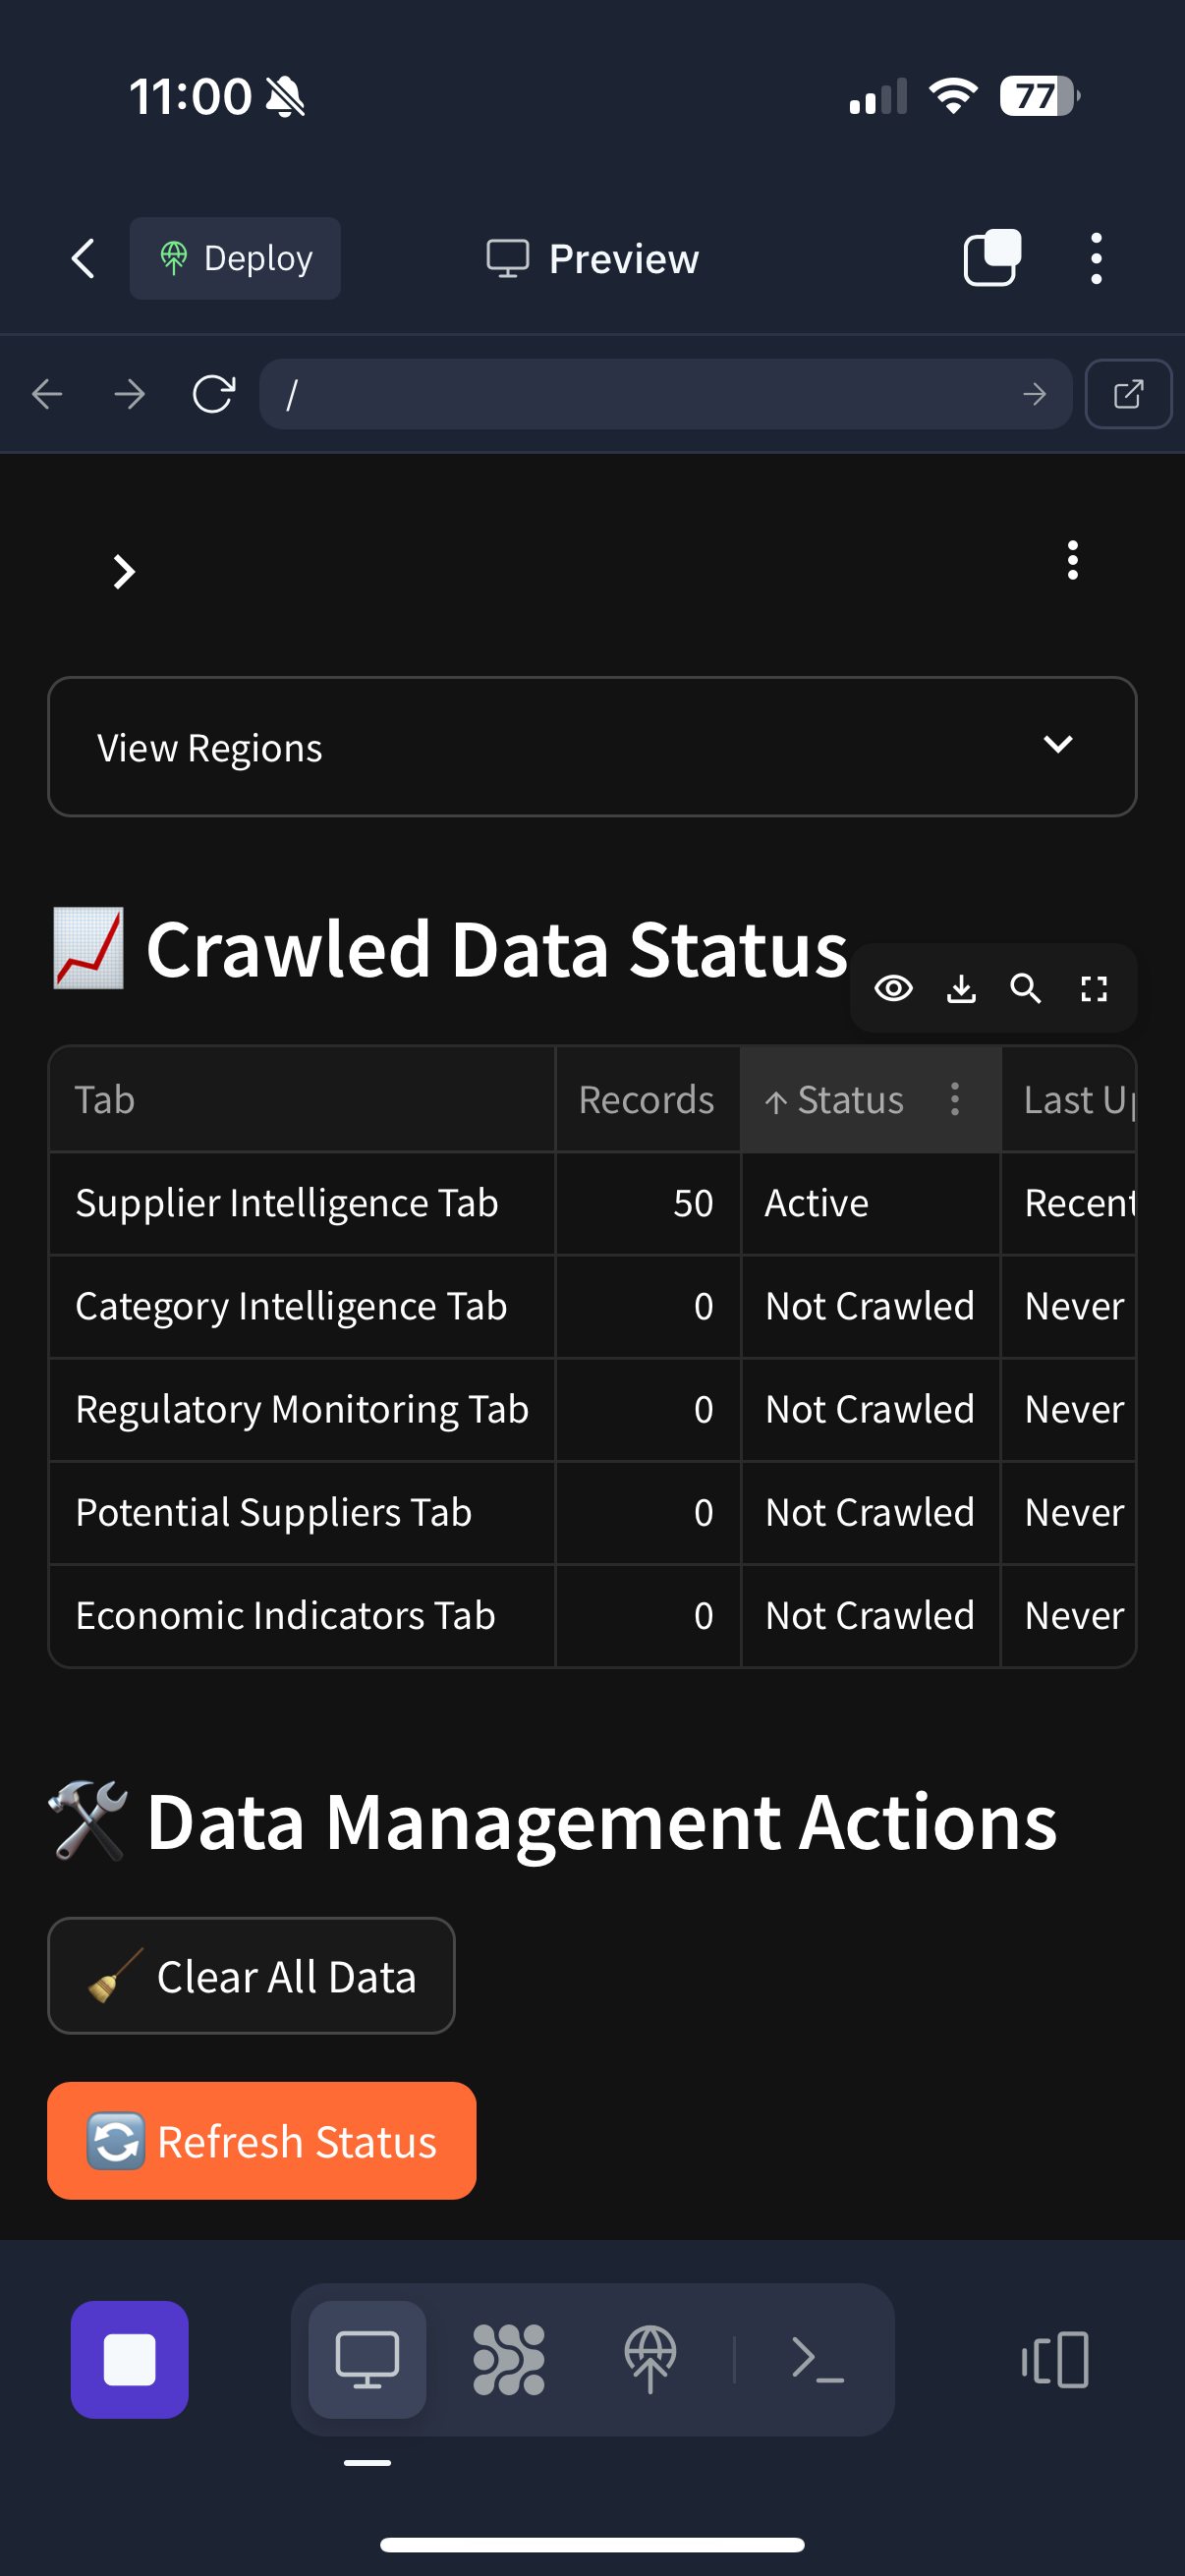 11:00 77
Deploy Preview
/
View Regions
Crawled Data Status
Tab Records ↑ Status Last Up
Supplier Intelligence Tab 50 Active Recent
Category Intelligence Tab 0 Not Crawled Never
Regulatory Monitoring Tab 0 Not Crawled Never
Potential Suppliers Tab 0 Not Crawled Never
Economic Indicators Tab 0 Not Crawled Never
Data Management Actions
Clear All Data
Refresh Status